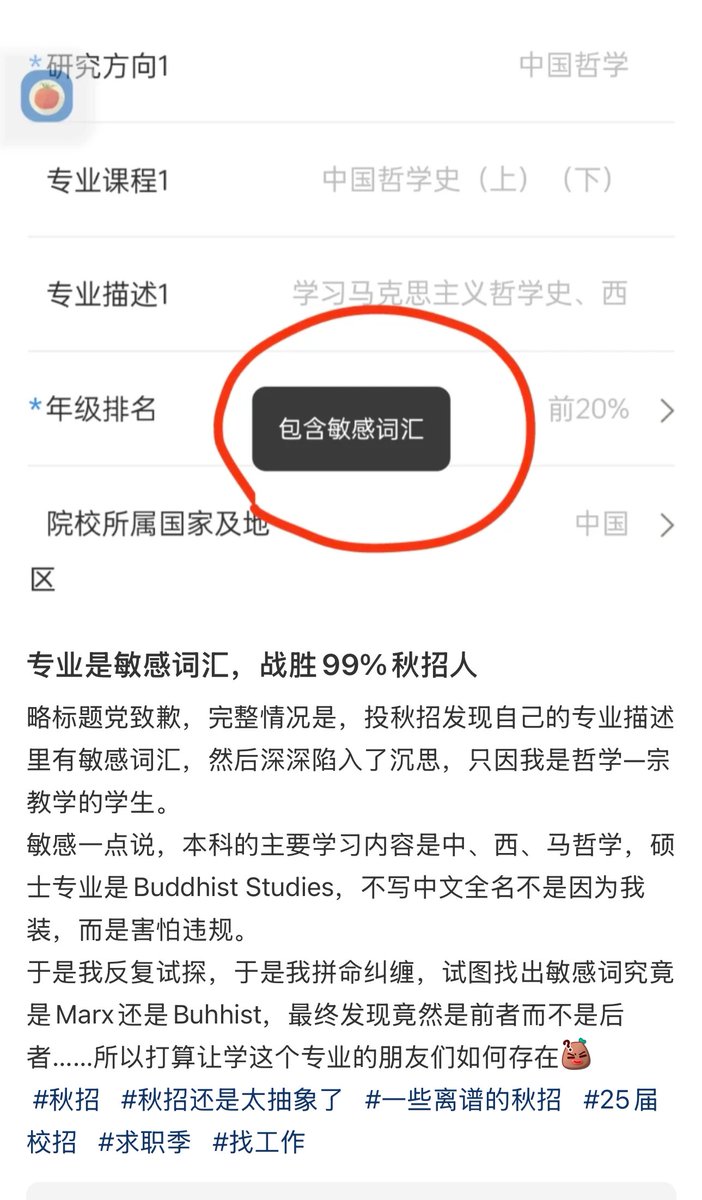 *研究方向1 中国哲学
专业课程1 中国哲学史（上）（下）
专业描述1 学习马克思主义哲学史、西
*年级排名 前20%
包含敏感词汇
院校所属国家及地 中国
区
专业是敏感词汇，战胜99%秋招人
略标题党致歉，完整情况是，投秋招发现自己的专业描述
里有敏感词汇，然后深深陷入了沉思，只因我是哲学—宗
教学的学生。
敏感一点说，本科的主要学习内容是中、西、马哲学，硕
士专业是Buddhist Studies，不写中文全名不是因为我
装，而是害怕违规。
于是我反复试探，于是我拼命纠缠，试图找出敏感词究竟
是Marx还是Buhhist，最终发现竟然是前者而不是后
者......所以打算让学这个专业的朋友们如何存在
#秋招 #秋招还是太抽象了 #一些离谱的秋招 #25届
校招 #求职季 #找工作